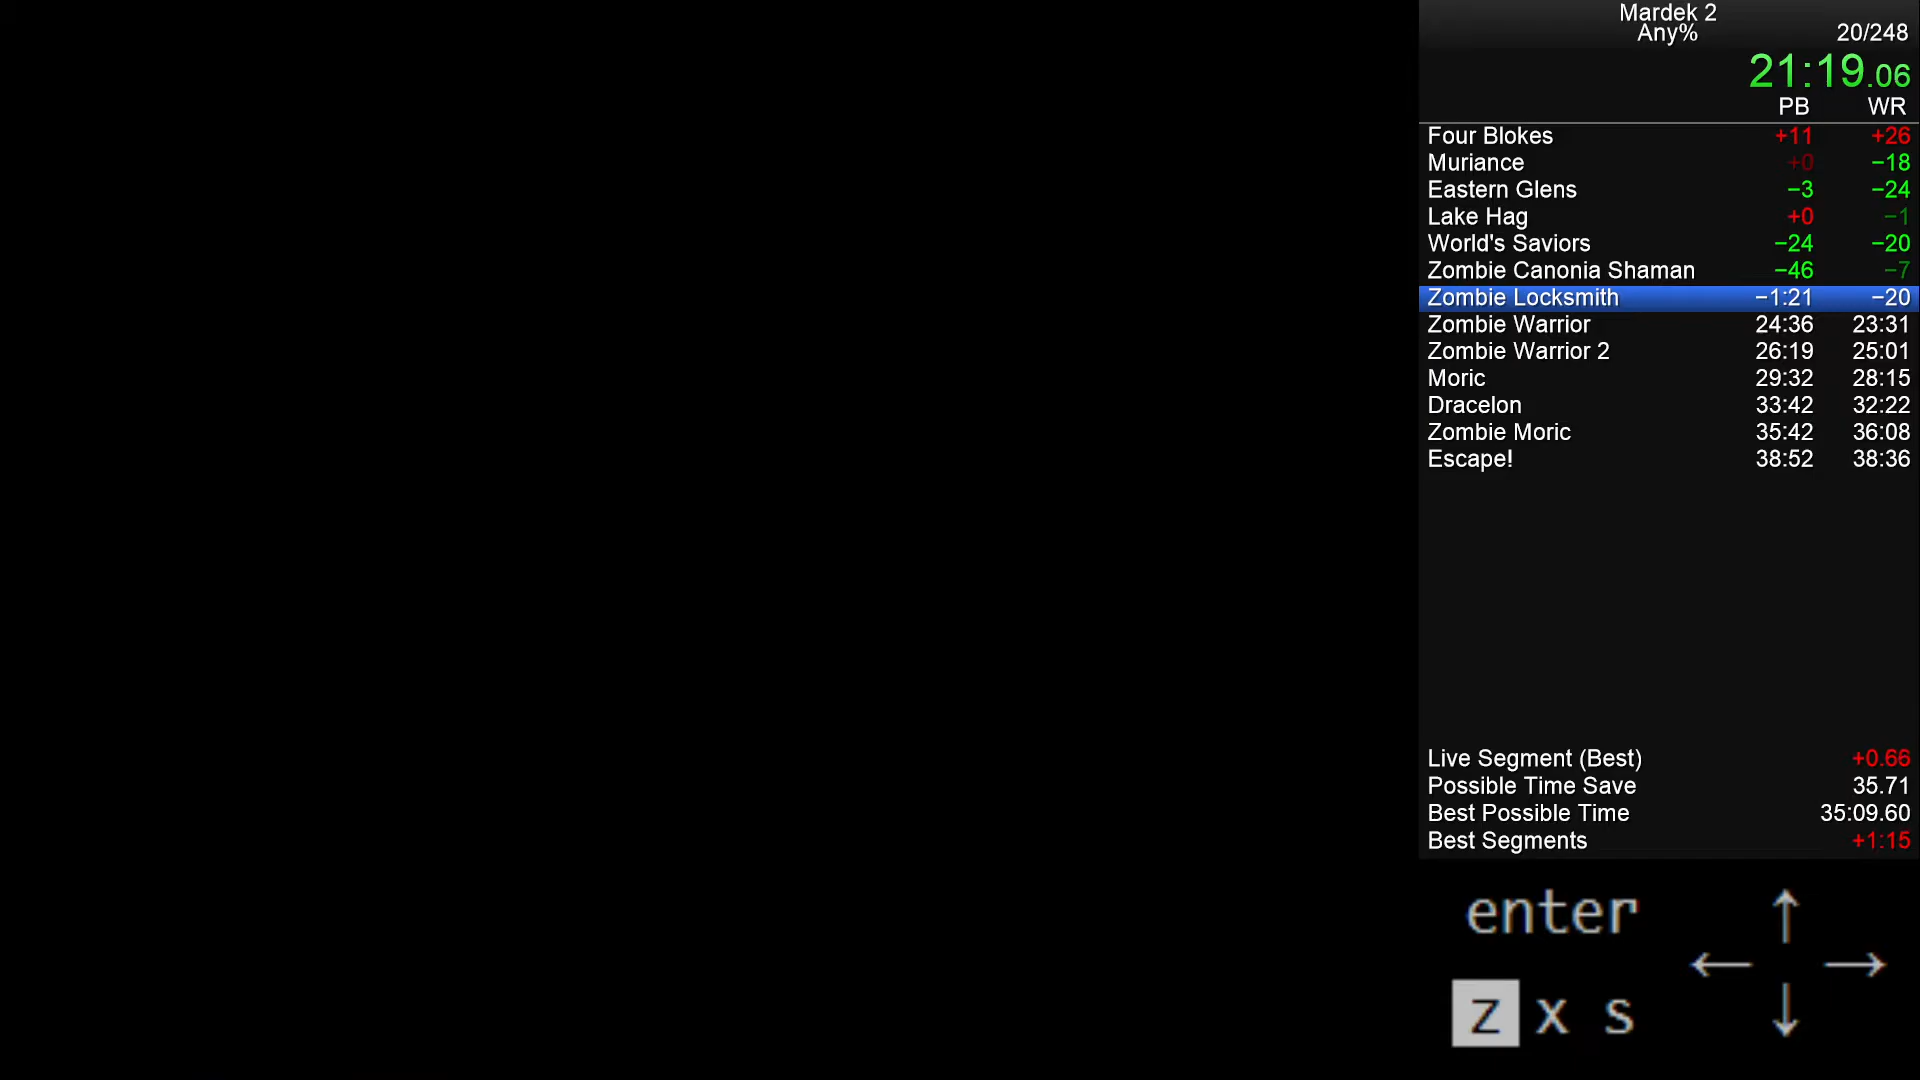 Mardek 2
Any% 20/248
21:19.06
PB WR
Four Blokes +11 +26
Muriance +0 −18
Eastern Glens −3 −24
Lake Hag +0 −1
World's Saviors −24 −20
Zombie Canonia Shaman −46 −7
Zombie Locksmith −1:21 −20
Zombie Warrior 24:36 23:31
Zombie Warrior 2 26:19 25:01
Moric 29:32 28:15
Dracelon 33:42 32:22
Zombie Moric 35:42 36:08
Escape! 38:52 38:36
Live Segment (Best) +0.66
Possible Time Save 35.71
Best Possible Time 35:09.60
Best Segments +1:15
enter ↑
← →
z x s ↓